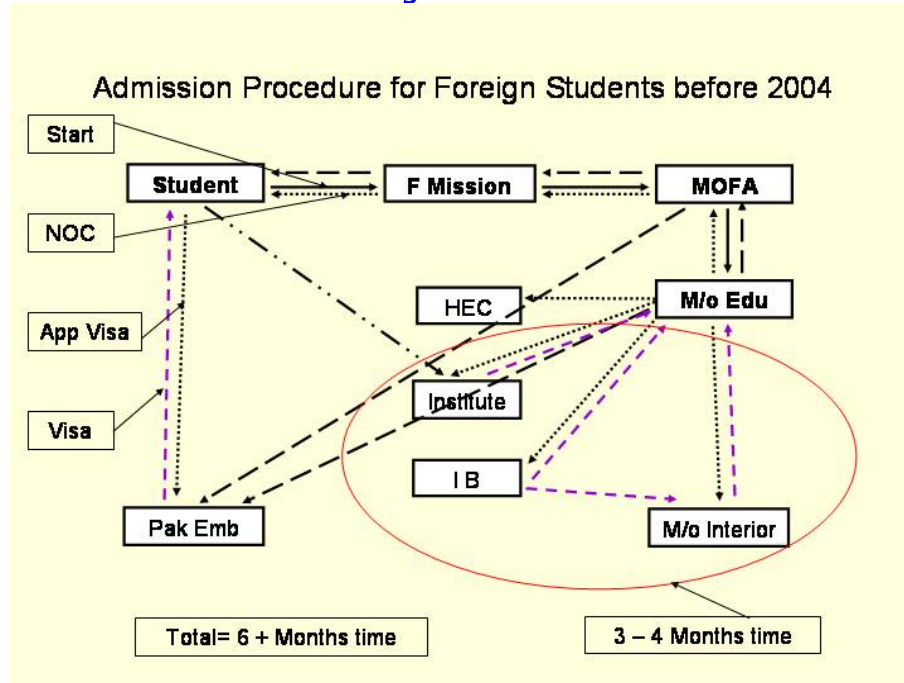 Admission Procedure for Foreign Students before 2004
Start
Student
F Mission
MOFA
NOC
HEC
M/o Edu
App Visa
Institute
Visa
I B
Pak Emb
M/o Interior
Total= 6 + Months time
3 – 4 Months time